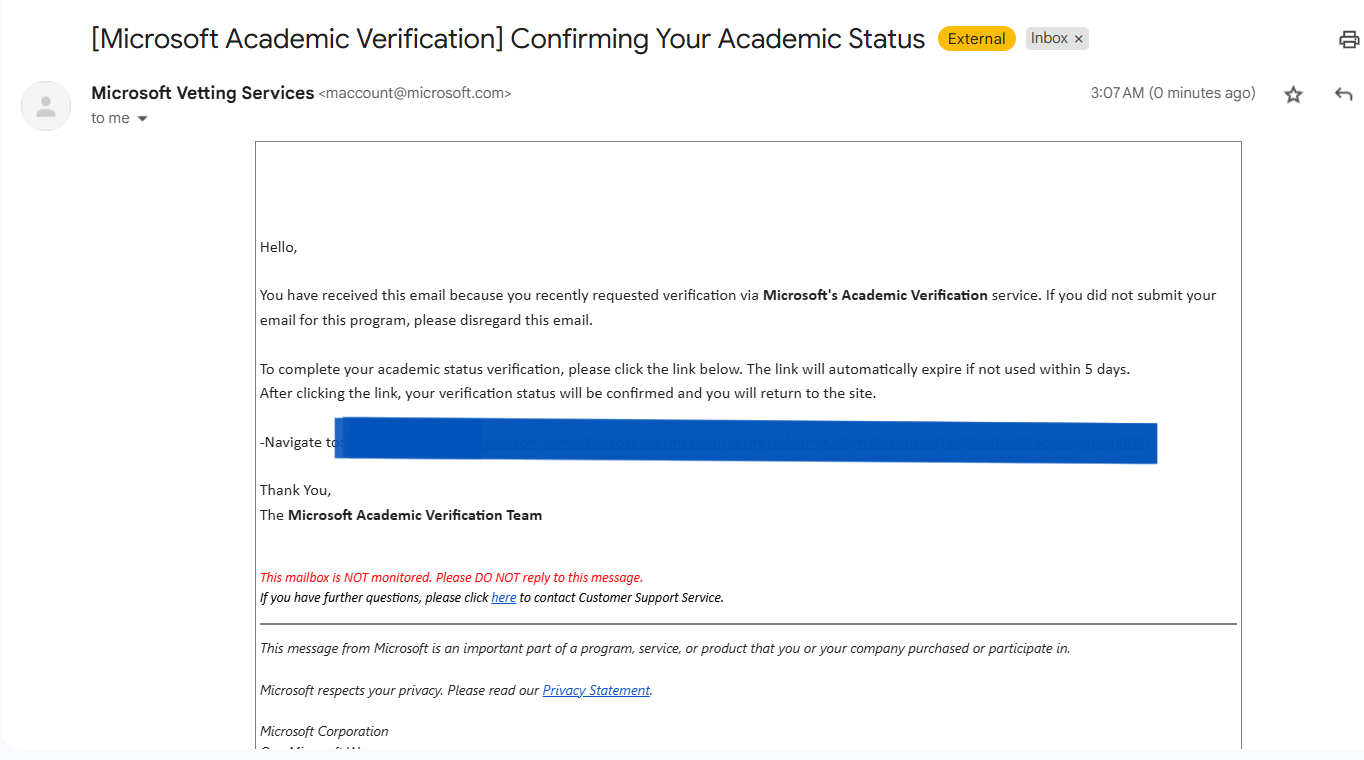 [Microsoft Academic Verification] Confirming Your Academic Status External Inbox ×
Microsoft Vetting Services <maccount@microsoft.com> 3:07 AM (0 minutes ago)
to me
Hello,
You have received this email because you recently requested verification via Microsoft's Academic Verification service. If you did not submit your
email for this program, please disregard this email.
To complete your academic status verification, please click the link below. The link will automatically expire if not used within 5 days.
After clicking the link, your verification status will be confirmed and you will return to the site.
-Navigate to:
Thank You,
The Microsoft Academic Verification Team
This mailbox is NOT monitored. Please DO NOT reply to this message.
If you have further questions, please click here to contact Customer Support Service.
This message from Microsoft is an important part of a program, service, or product that you or your company purchased or participate in.
Microsoft respects your privacy. Please read our Privacy Statement.
Microsoft Corporation